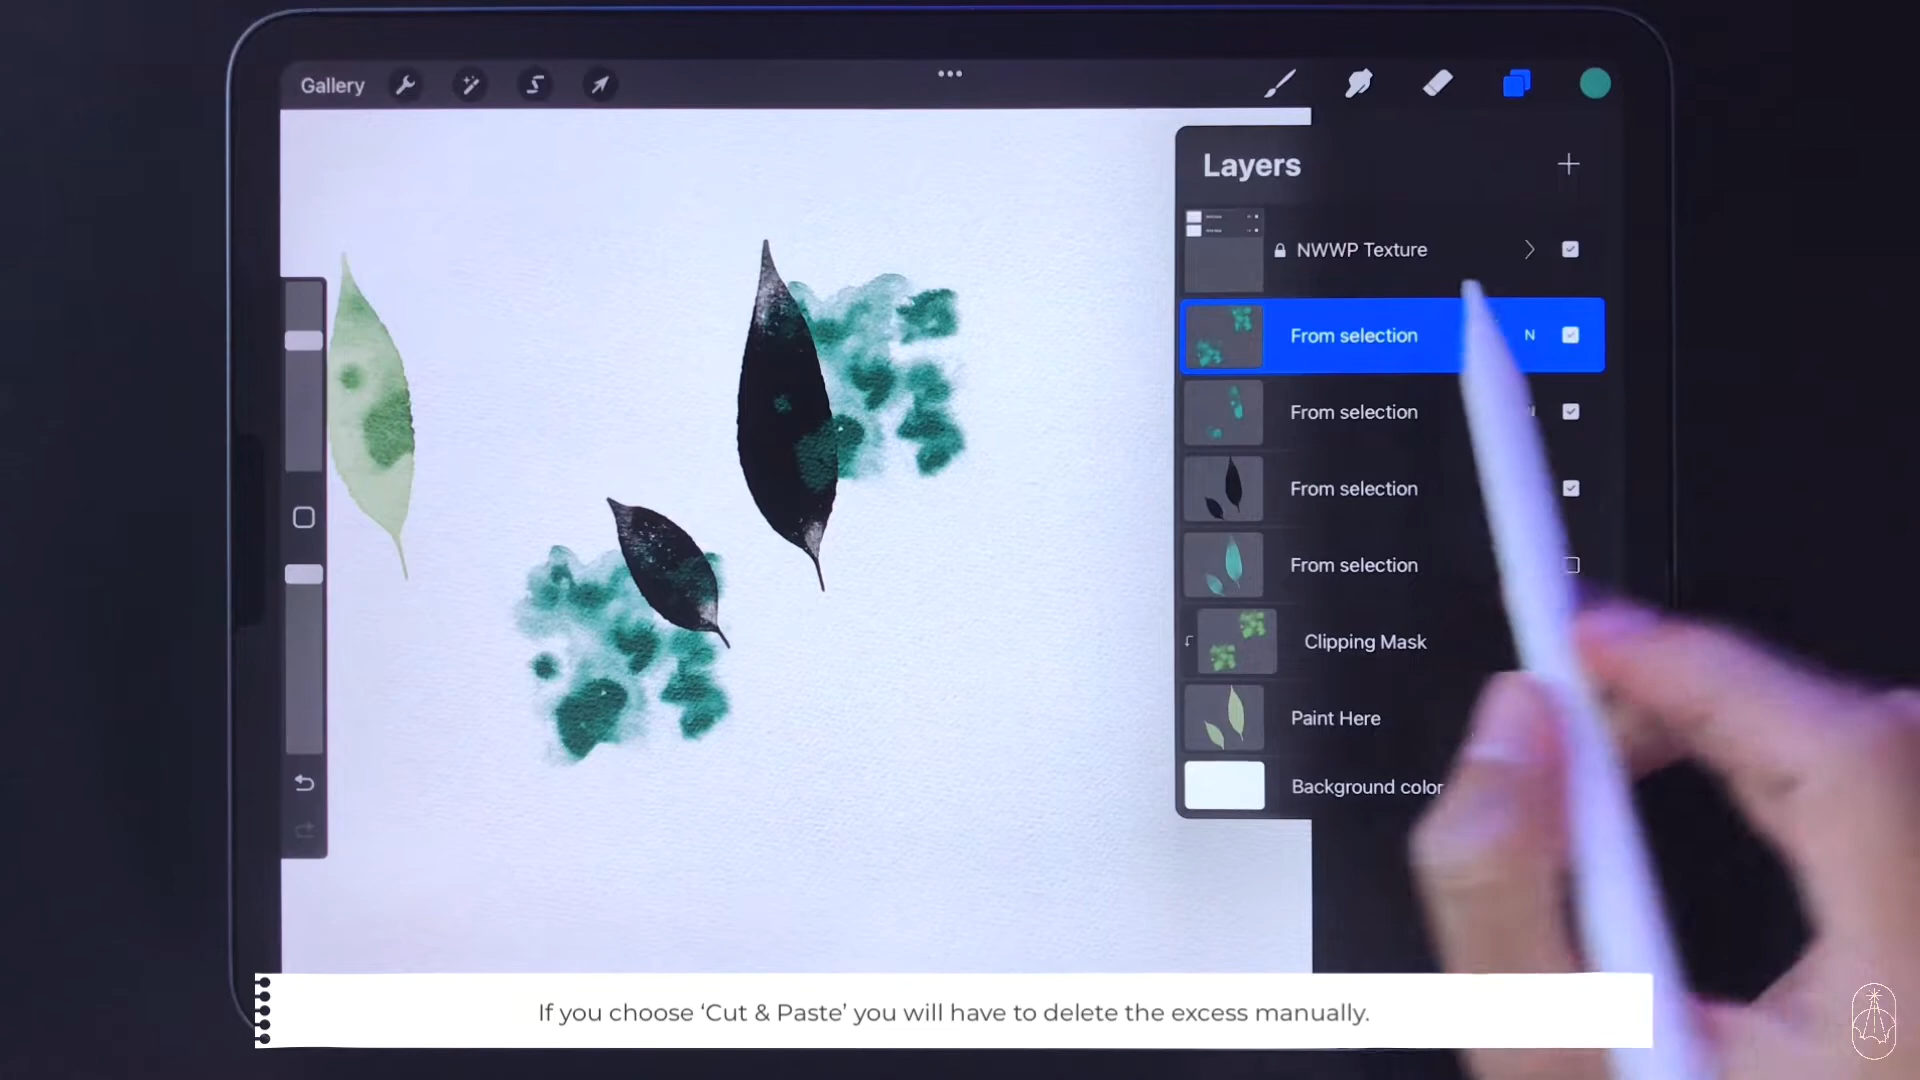 Gallery
Layers
NWWP Texture
From selection N
From selection
From selection
From selection
Clipping Mask
Paint Here
Background color
If you choose ‘Cut & Paste’ you will have to delete the excess manually.